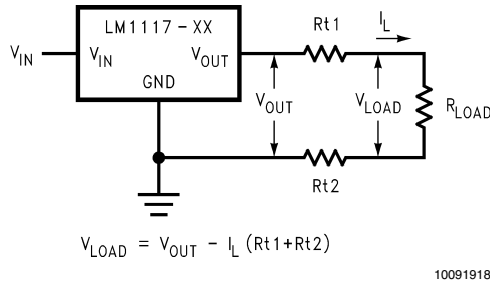 LM1117-XX
Rt1
I_L
V_IN
V_IN
V_OUT
GND
V_OUT
V_LOAD
R_LOAD
Rt2
V_LOAD = V_OUT - I_L (Rt1+Rt2)
10091918